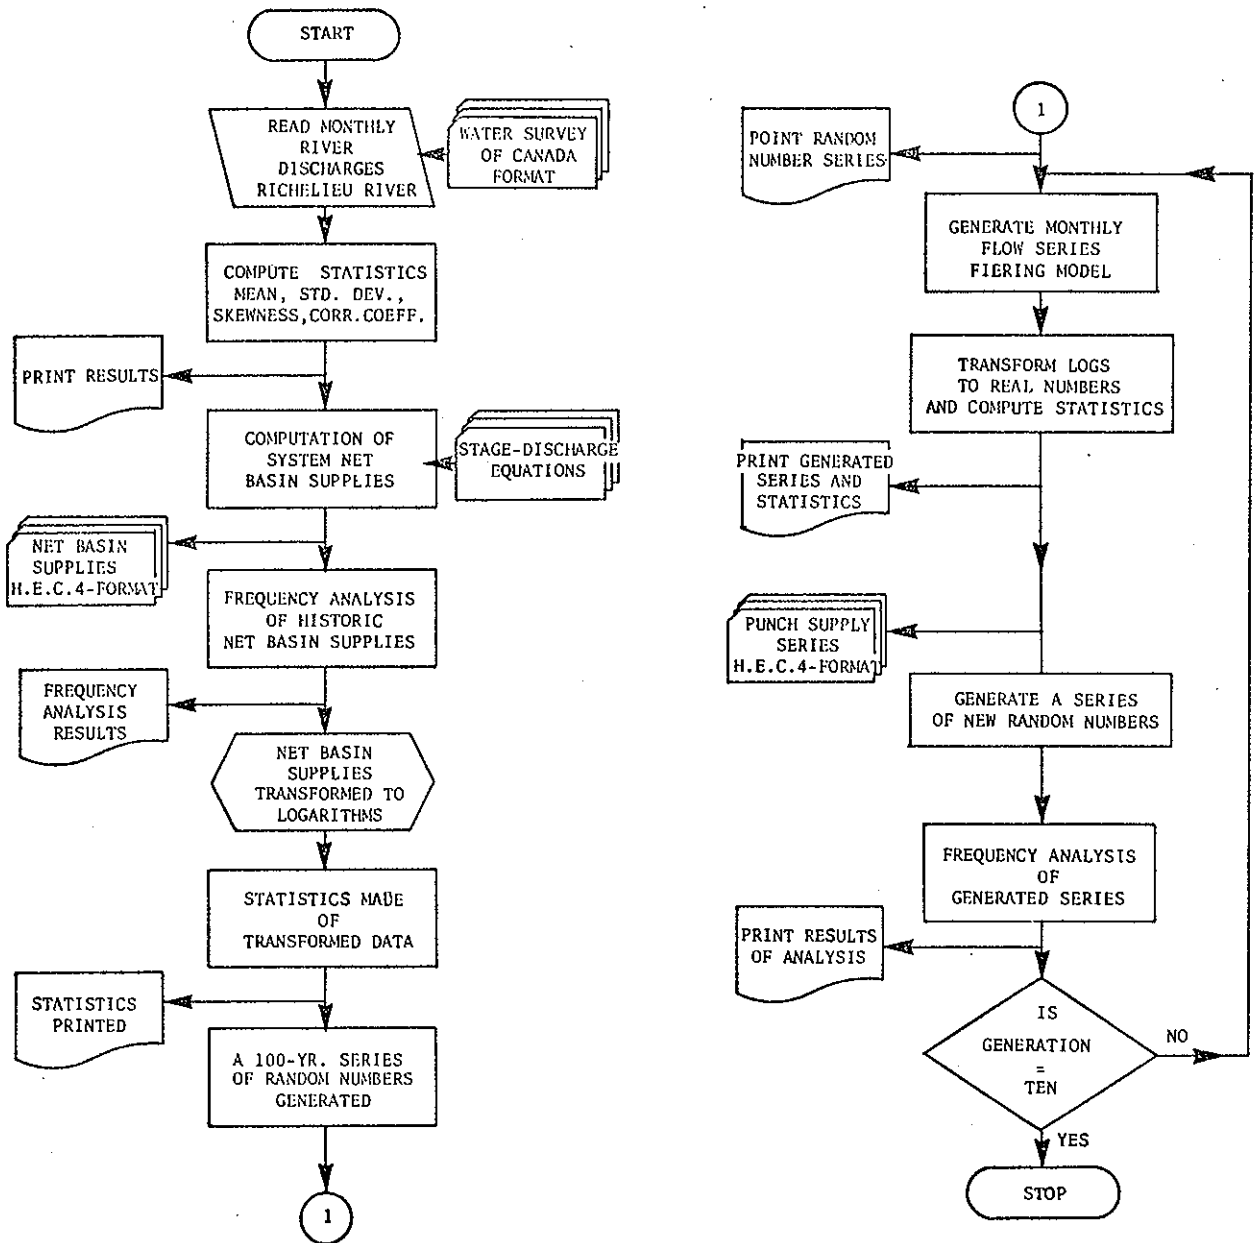 START
READ MONTHLY
RIVER
DISCHARGES
RICHELIEU RIVER
WATER SURVEY
OF CANADA
FORMAT
COMPUTE STATISTICS
MEAN, STD. DEV.,
SKEWNESS,CORR.COEFF.
PRINT RESULTS
COMPUTATION OF
SYSTEM NET
BASIN SUPPLIES
STAGE-DISCHARGE
EQUATIONS
NET BASIN
SUPPLIES
H.E.C.4-FORMAT
FREQUENCY ANALYSIS
OF HISTORIC
NET BASIN SUPPLIES
FREQUENCY
ANALYSIS
RESULTS
NET BASIN
SUPPLIES
TRANSFORMED TO
LOGARITHMS
STATISTICS MADE
OF
TRANSFORMED DATA
STATISTICS
PRINTED
A 100-YR. SERIES
OF RANDOM NUMBERS
GENERATED
1
1
POINT RANDOM
NUMBER SERIES
GENERATE MONTHLY
FLOW SERIES
FIERING MODEL
TRANSFORM LOGS
TO REAL NUMBERS
AND COMPUTE STATISTICS
PRINT GENERATED
SERIES AND
STATISTICS
PUNCH SUPPLY
SERIES
H.E.C.4-FORMAT
GENERATE A SERIES
OF NEW RANDOM NUMBERS
FREQUENCY ANALYSIS
OF
GENERATED SERIES
PRINT RESULTS
OF ANALYSIS
IS
GENERATION
=
TEN
NO
YES
STOP